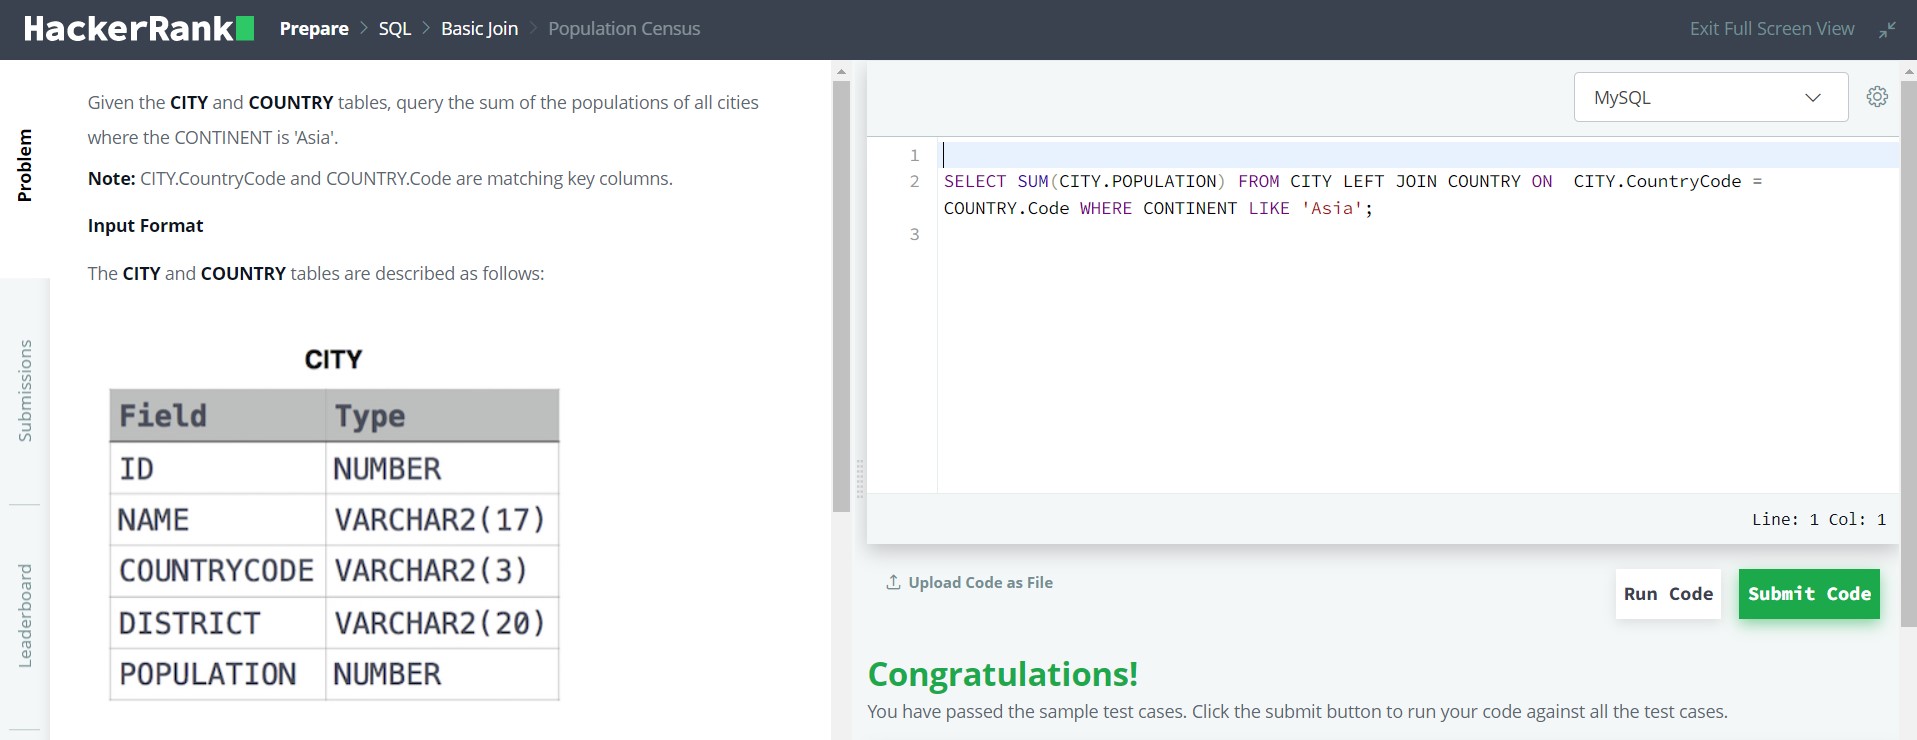 HackerRank Prepare > SQL > Basic Join > Population Census Exit Full Screen View
Problem
Submissions
Leaderboard
Given the CITY and COUNTRY tables, query the sum of the populations of all cities
where the CONTINENT is 'Asia'.
Note: CITY.CountryCode and COUNTRY.Code are matching key columns.
Input Format
The CITY and COUNTRY tables are described as follows:
CITY
Field Type
ID NUMBER
NAME VARCHAR2(17)
COUNTRYCODE VARCHAR2(3)
DISTRICT VARCHAR2(20)
POPULATION NUMBER
MySQL
1
2 SELECT SUM(CITY.POPULATION) FROM CITY LEFT JOIN COUNTRY ON  CITY.CountryCode =
COUNTRY.Code WHERE CONTINENT LIKE 'Asia';
3
Line: 1 Col: 1
Upload Code as File
Run Code Submit Code
Congratulations!
You have passed the sample test cases. Click the submit button to run your code against all the test cases.